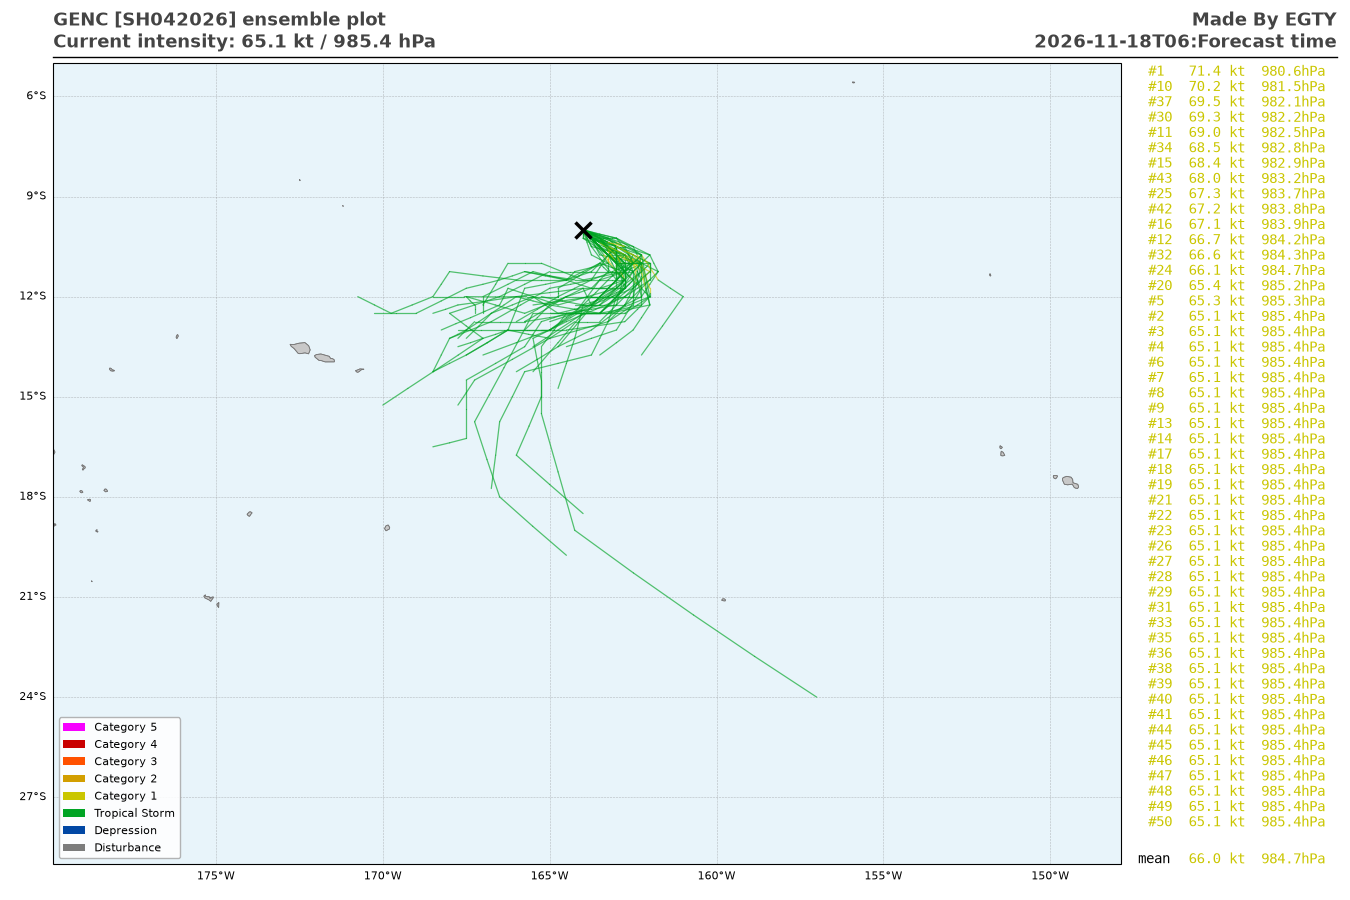 GENC [SH042026] ensemble plot
Current intensity: 65.1 kt / 985.4 hPa
Made By EGTY
2026-11-18T06:Forecast time
#1 71.4 kt 980.6hPa
#10 70.2 kt 981.5hPa
#37 69.5 kt 982.1hPa
#30 69.3 kt 982.2hPa
#11 69.0 kt 982.5hPa
#34 68.5 kt 982.8hPa
#15 68.4 kt 982.9hPa
#43 68.0 kt 983.2hPa
#25 67.3 kt 983.7hPa
#42 67.2 kt 983.8hPa
#16 67.1 kt 983.9hPa
#12 66.7 kt 984.2hPa
#32 66.6 kt 984.3hPa
#24 66.1 kt 984.7hPa
#20 65.4 kt 985.2hPa
#5 65.3 kt 985.3hPa
#2 65.1 kt 985.4hPa
#3 65.1 kt 985.4hPa
#4 65.1 kt 985.4hPa
#6 65.1 kt 985.4hPa
#7 65.1 kt 985.4hPa
#8 65.1 kt 985.4hPa
#9 65.1 kt 985.4hPa
#13 65.1 kt 985.4hPa
#14 65.1 kt 985.4hPa
#17 65.1 kt 985.4hPa
#18 65.1 kt 985.4hPa
#19 65.1 kt 985.4hPa
#21 65.1 kt 985.4hPa
#22 65.1 kt 985.4hPa
#23 65.1 kt 985.4hPa
#26 65.1 kt 985.4hPa
#27 65.1 kt 985.4hPa
#28 65.1 kt 985.4hPa
#29 65.1 kt 985.4hPa
#31 65.1 kt 985.4hPa
#33 65.1 kt 985.4hPa
#35 65.1 kt 985.4hPa
#36 65.1 kt 985.4hPa
#38 65.1 kt 985.4hPa
#39 65.1 kt 985.4hPa
#40 65.1 kt 985.4hPa
#41 65.1 kt 985.4hPa
#44 65.1 kt 985.4hPa
#45 65.1 kt 985.4hPa
#46 65.1 kt 985.4hPa
#47 65.1 kt 985.4hPa
#48 65.1 kt 985.4hPa
#49 65.1 kt 985.4hPa
#50 65.1 kt 985.4hPa
mean 66.0 kt 984.7hPa
6°S
9°S
12°S
15°S
18°S
21°S
24°S
27°S
Category 5
Category 4
Category 3
Category 2
Category 1
Tropical Storm
Depression
Disturbance
175°W
170°W
165°W
160°W
155°W
150°W